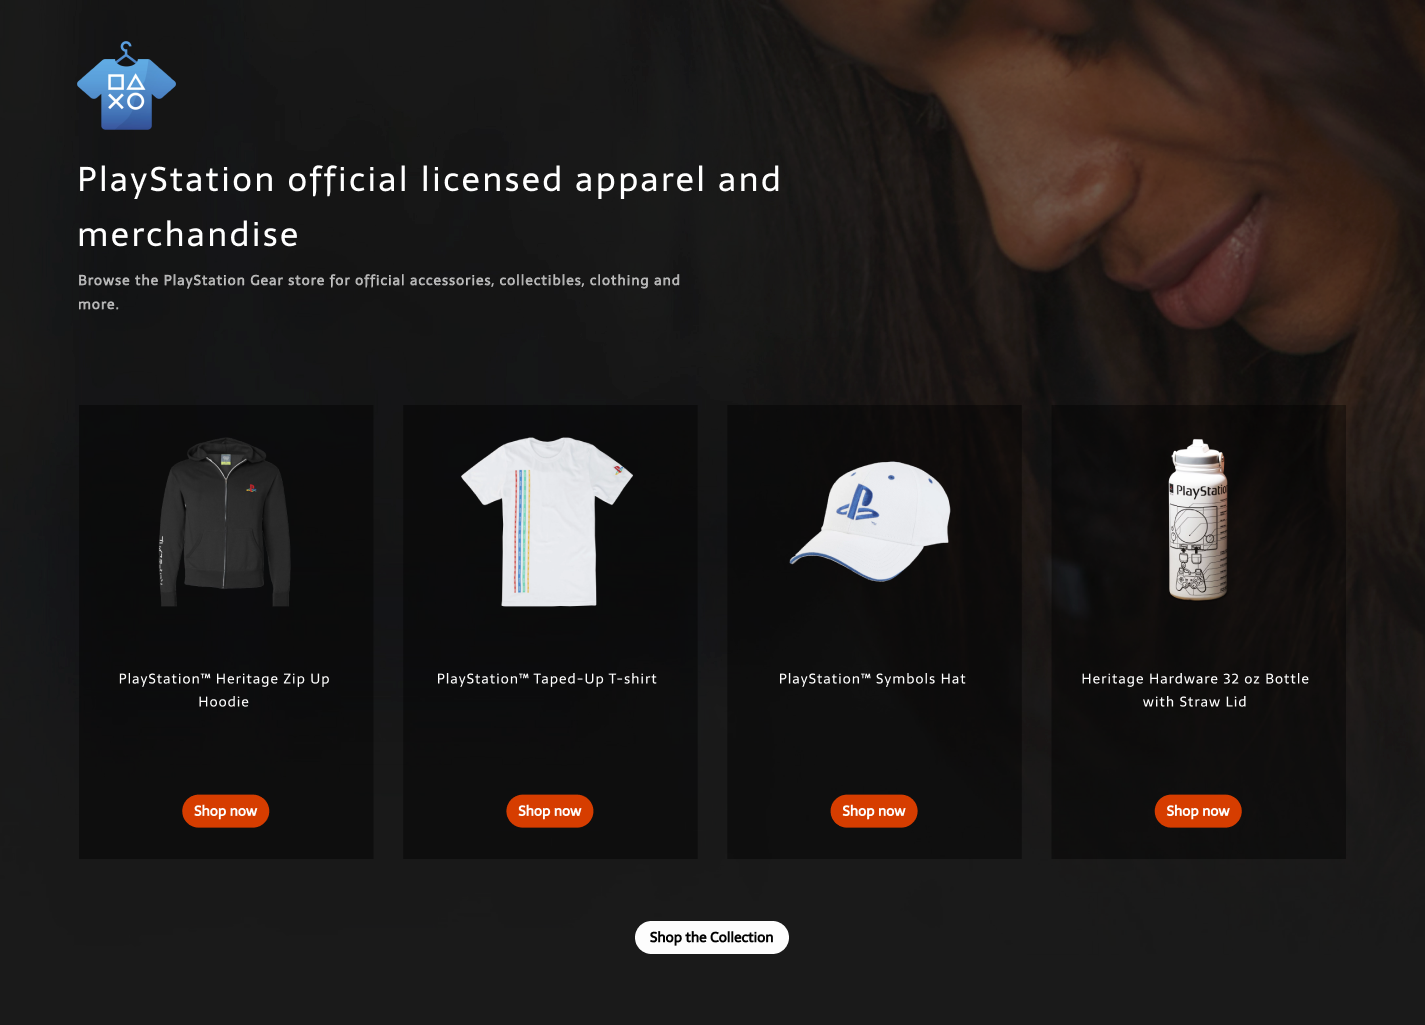 PlayStation official licensed apparel and
merchandise
Browse the PlayStation Gear store for official accessories, collectibles, clothing and
more.
PlayStation
PlayStation™ Heritage Zip Up
Hoodie
PlayStation™ Taped-Up T-shirt
PlayStation™ Symbols Hat
Heritage Hardware 32 oz Bottle
with Straw Lid
Shop now
Shop now
Shop now
Shop now
Shop the Collection